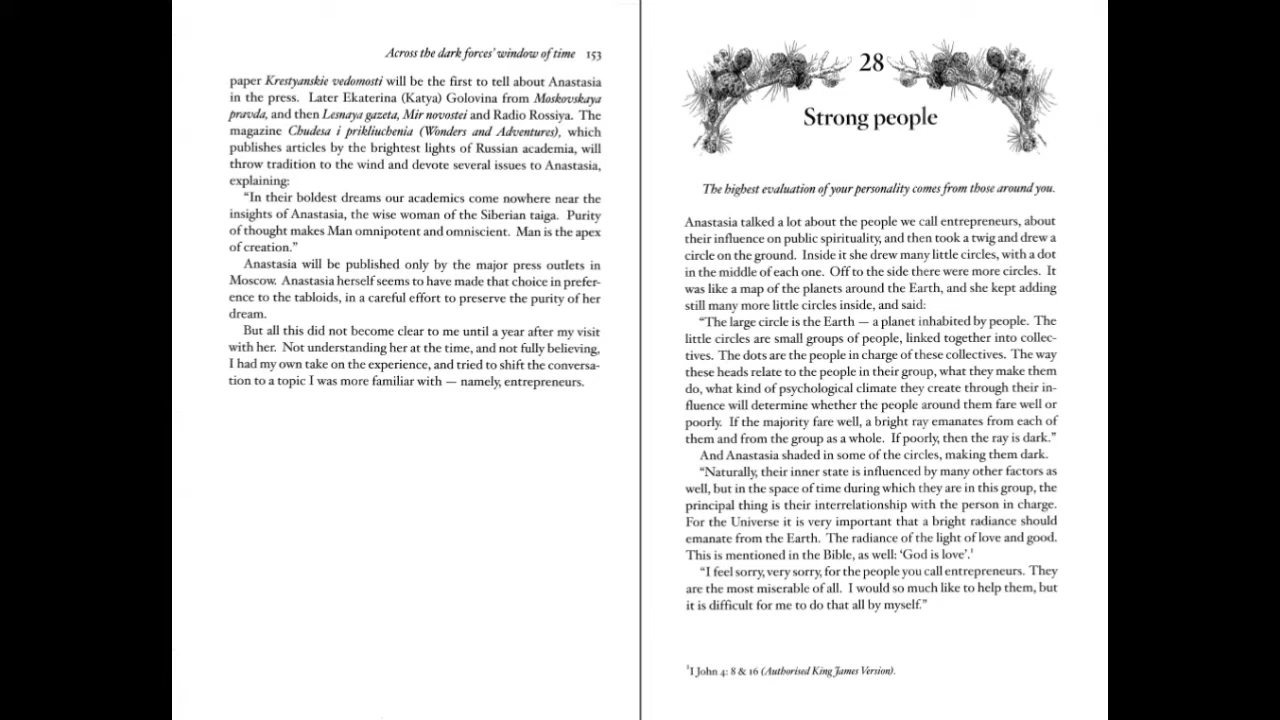 Across the dark forces' window of time 153
paper Krestyanskie vedomosti will be the first to tell about Anastasia
in the press. Later Ekaterina (Katya) Golovina from Moskovskaya
pravda, and then Lesnaya gazeta, Mir novostei and Radio Rossiya. The
magazine Chudesa i prikliuchenia (Wonders and Adventures), which
publishes articles by the brightest lights of Russian academia, will
throw tradition to the wind and devote several issues to Anastasia,
explaining:
“In their boldest dreams our academics come nowhere near the
insights of Anastasia, the wise woman of the Siberian taiga. Purity
of thought makes Man omnipotent and omniscient. Man is the apex
of creation.”
Anastasia will be published only by the major press outlets in
Moscow. Anastasia herself seems to have made that choice in prefer-
ence to the tabloids, in a careful effort to preserve the purity of her
dream.
But all this did not become clear to me until a year after my visit
with her. Not understanding her at the time, and not fully believing,
I had my own take on the experience, and tried to shift the conversa-
tion to a topic I was more familiar with — namely, entrepreneurs.
28
Strong people
The highest evaluation of your personality comes from those around you.
Anastasia talked a lot about the people we call entrepreneurs, about
their influence on public spirituality, and then took a twig and drew a
circle on the ground. Inside it she drew many little circles, with a dot
in the middle of each one. Off to the side there were more circles. It
was like a map of the planets around the Earth, and she kept adding
still many more little circles inside, and said:
“The large circle is the Earth — a planet inhabited by people. The
little circles are small groups of people, linked together into collec-
tives. The dots are the people in charge of these collectives. The way
these heads relate to the people in their group, what they make them
do, what kind of psychological climate they create through their in-
fluence will determine whether the people around them fare well or
poorly. If the majority fare well, a bright ray emanates from each of
them and from the group as a whole. If poorly, then the ray is dark.”
And Anastasia shaded in some of the circles, making them dark.
“Naturally, their inner state is influenced by many other factors as
well, but in the space of time during which they are in this group, the
principal thing is their interrelationship with the person in charge.
For the Universe it is very important that a bright radiance should
emanate from the Earth. The radiance of the light of love and good.
This is mentioned in the Bible, as well: ‘God is love’.¹
“I feel sorry, very sorry, for the people you call entrepreneurs. They
are the most miserable of all. I would so much like to help them, but
it is difficult for me to do that all by myself.”
¹I John 4: 8 & 16 (Authorised King James Version).